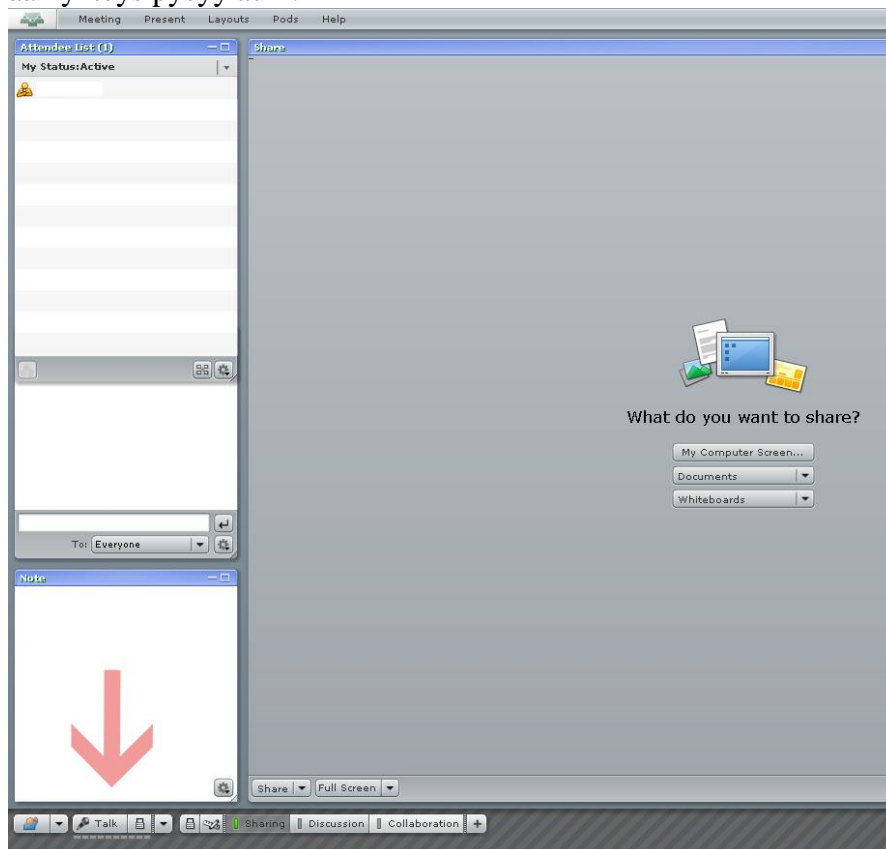 Meeting Present Layouts Pods Help
Attendee List (1)
Share
My Status:Active
What do you want to share?
My Computer Screen...
Documents
Whiteboards
To: Everyone
Note
Share Full Screen
Talk Sharing Discussion Collaboration +